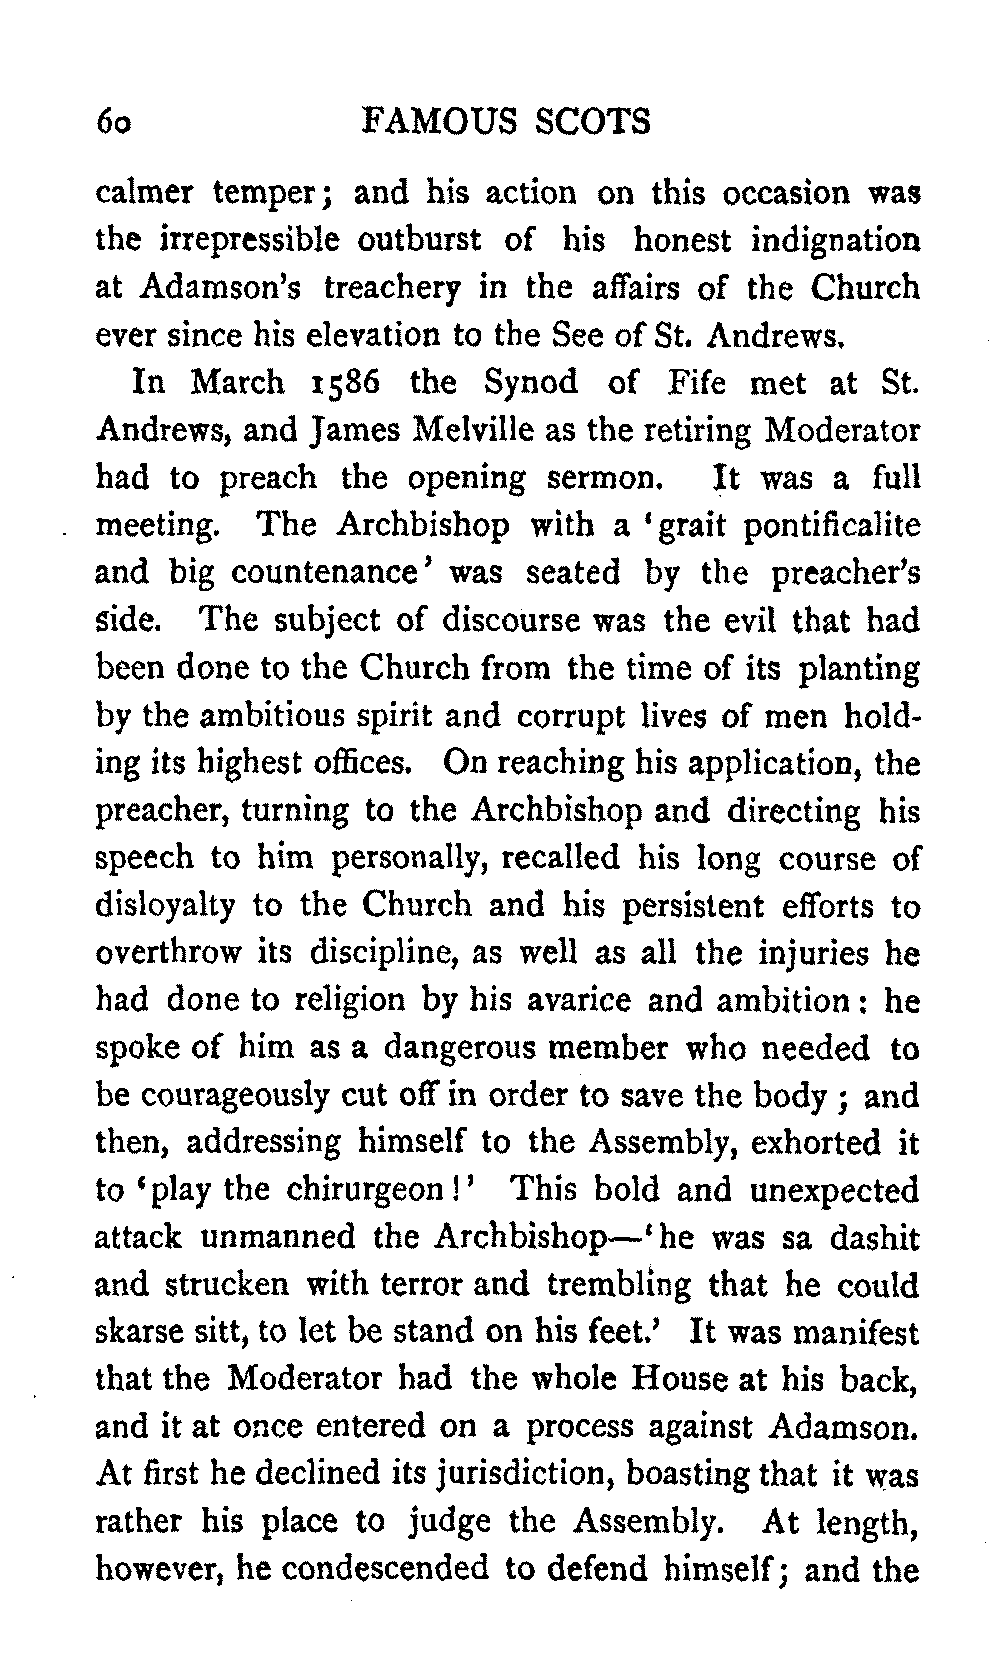 60 FAMOUS SCOTS
calmer temper; and his action on this occasion was
the irrepressible outburst of his honest indignation
at Adamson's treachery in the affairs of the Church
ever since his elevation to the See of St. Andrews.
In March 1586 the Synod of Fife met at St.
Andrews, and James Melville as the retiring Moderator
had to preach the opening sermon. It was a full
meeting. The Archbishop with a ‘grait pontificalite
and big countenance’ was seated by the preacher's
side. The subject of discourse was the evil that had
been done to the Church from the time of its planting
by the ambitious spirit and corrupt lives of men hold-
ing its highest offices. On reaching his application, the
preacher, turning to the Archbishop and directing his
speech to him personally, recalled his long course of
disloyalty to the Church and his persistent efforts to
overthrow its discipline, as well as all the injuries he
had done to religion by his avarice and ambition: he
spoke of him as a dangerous member who needed to
be courageously cut off in order to save the body; and
then, addressing himself to the Assembly, exhorted it
to ‘play the chirurgeon!’ This bold and unexpected
attack unmanned the Archbishop—‘he was sa dashit
and strucken with terror and trembling that he could
skarse sitt, to let be stand on his feet.’ It was manifest
that the Moderator had the whole House at his back,
and it at once entered on a process against Adamson.
At first he declined its jurisdiction, boasting that it was
rather his place to judge the Assembly. At length,
however, he condescended to defend himself; and the